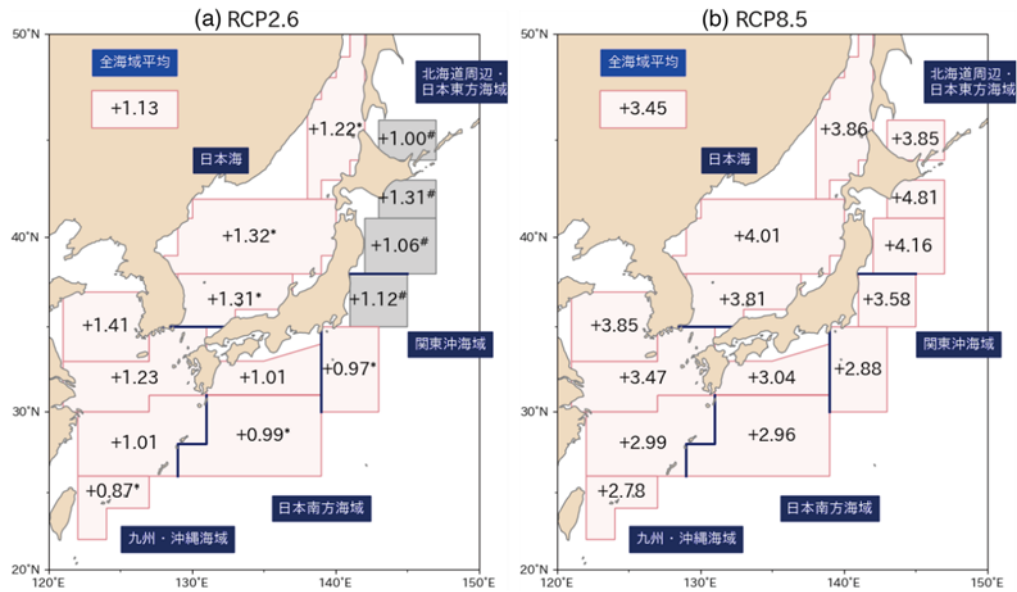 (a) RCP2.6
50°N
全海域平均
+1.13
北海道周辺・
日本東方海域
+1.22*
+1.00#
日本海
+1.31#
40°N
+1.32*
+1.06#
+1.31*
+1.12#
+1.41
関東沖海域
+1.23
+1.01
+0.97*
30°N
+1.01
+0.99*
+0.87*
日本南方海域
九州・沖縄海域
20°N
120°E
130°E
140°E
150°E
(b) RCP8.5
50°N
全海域平均
+3.45
北海道周辺・
日本東方海域
+3.86
+3.85
日本海
+4.81
40°N
+4.01
+4.16
+3.81
+3.58
+3.85
関東沖海域
+3.47
+3.04
+2.88
30°N
+2.99
+2.96
+2.78
日本南方海域
九州・沖縄海域
20°N
120°E
130°E
140°E
150°E